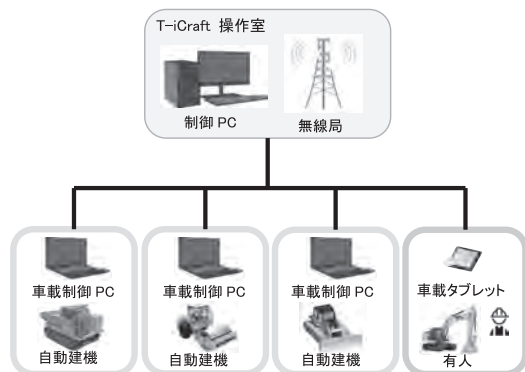 T-iCraft 操作室
制御 PC
無線局
車載制御 PC
自動建機
車載制御 PC
自動建機
車載制御 PC
自動建機
車載タブレット
有人